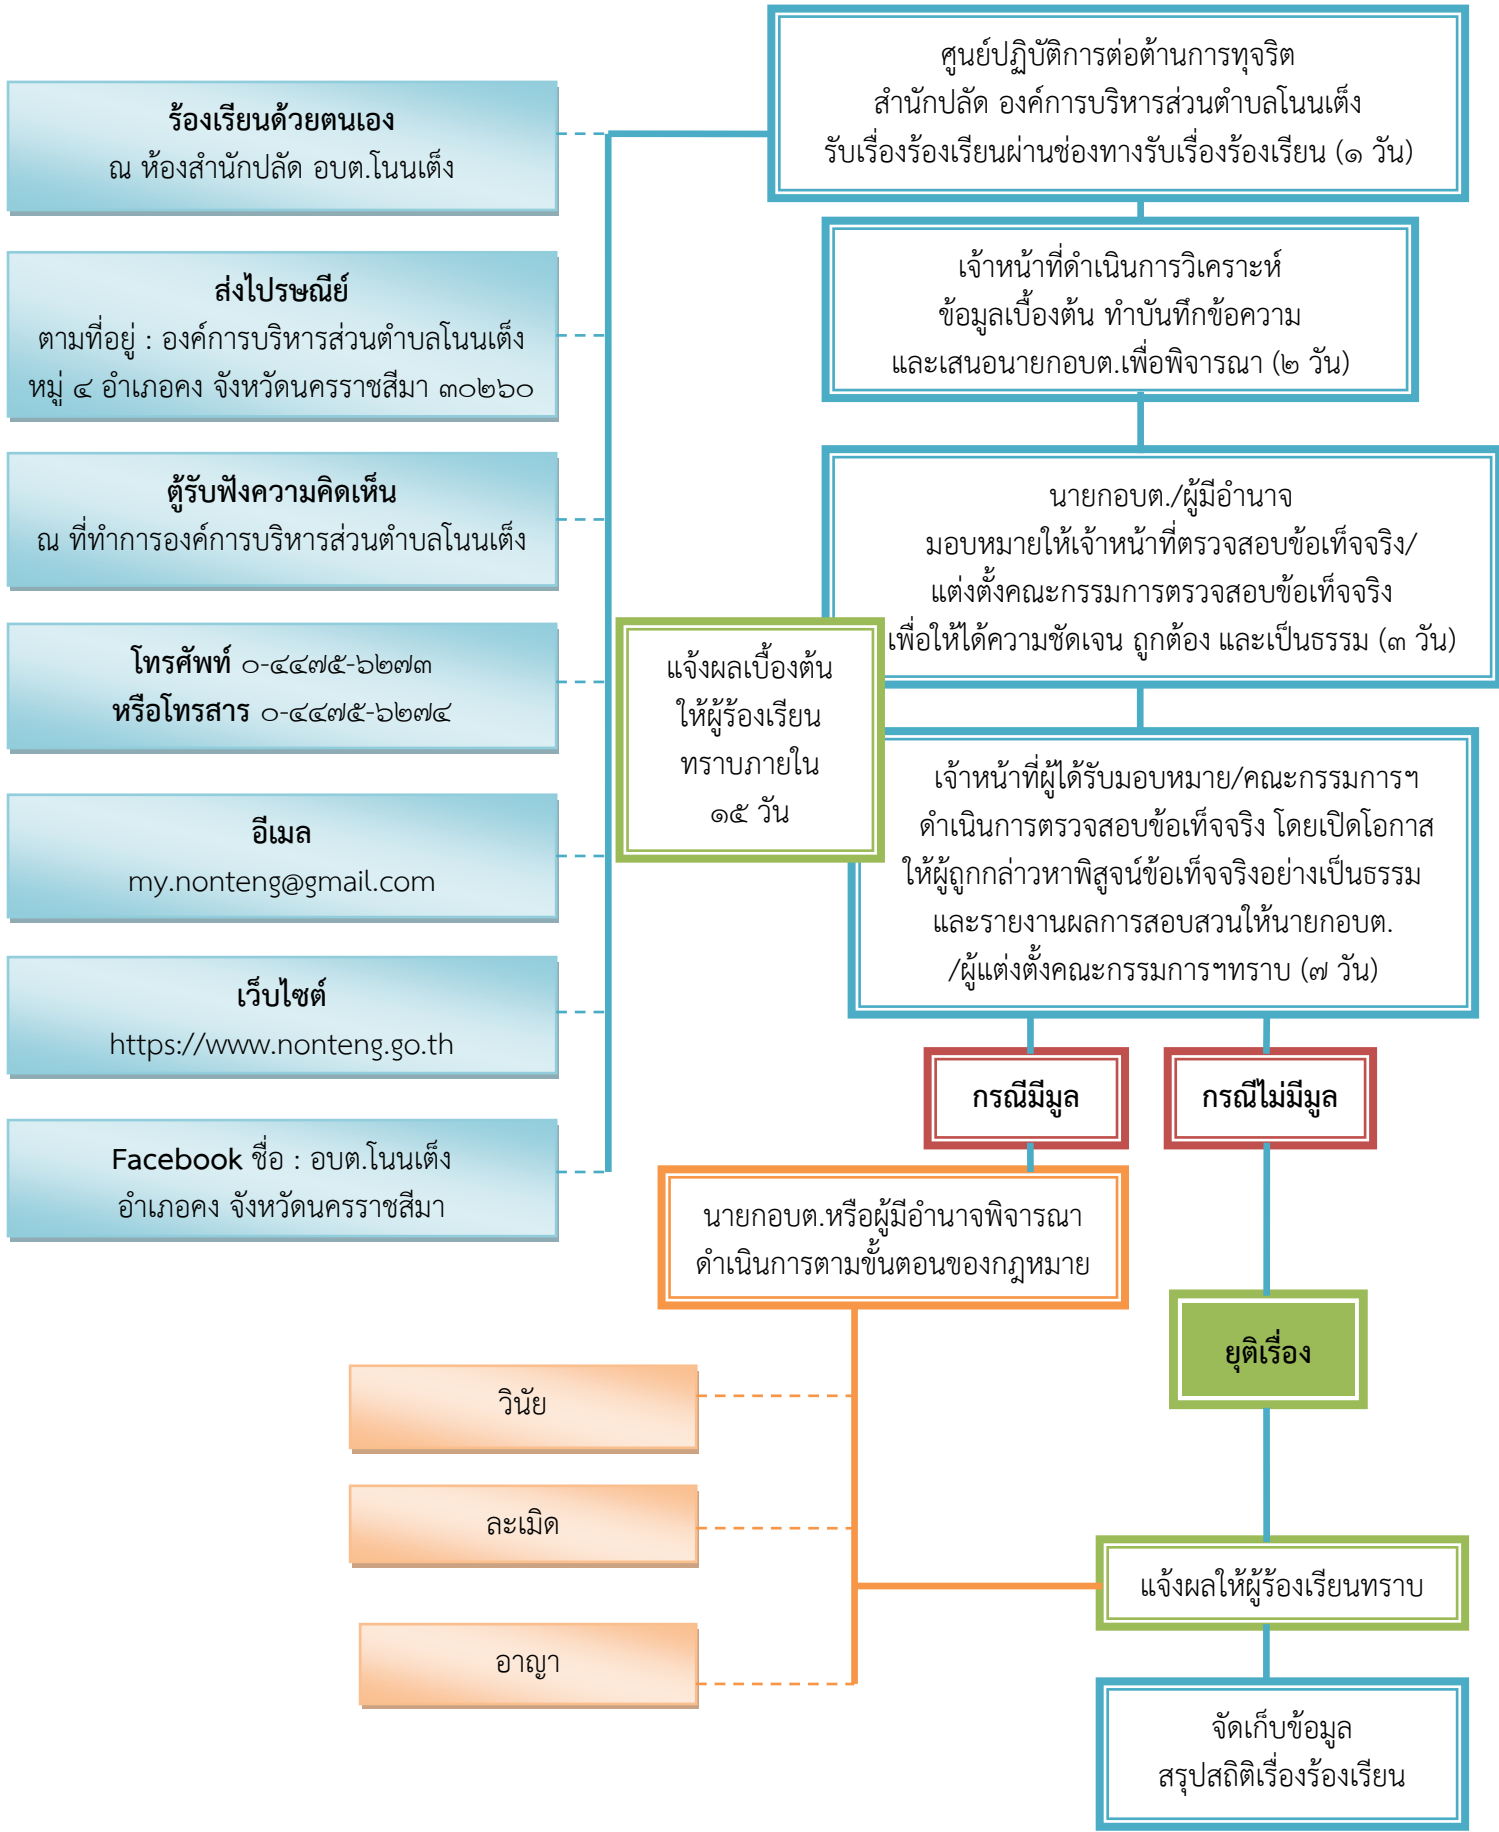 ศูนย์ปฏิบัติการต่อต้านการทุจริต
สำนักปลัด องค์การบริหารส่วนตำบลโนนเต็ง
รับเรื่องร้องเรียนผ่านช่องทางรับเรื่องร้องเรียน (๑ วัน)
ร้องเรียนด้วยตนเอง
ณ ห้องสำนักปลัด อบต.โนนเต็ง
ส่งไปรษณีย์
ตามที่อยู่ : องค์การบริหารส่วนตำบลโนนเต็ง
หมู่ ๔ อำเภอคง จังหวัดนครราชสีมา ๓๐๒๖๐
ตู้รับฟังความคิดเห็น
ณ ที่ทำการองค์การบริหารส่วนตำบลโนนเต็ง
โทรศัพท์ ๐-๔๔๗๕-๖๒๗๓
หรือโทรสาร ๐-๔๔๗๕-๖๒๗๔
อีเมล
my.nonteng@gmail.com
เว็บไซต์
https://www.nonteng.go.th
Facebook ชื่อ : อบต.โนนเต็ง
อำเภอคง จังหวัดนครราชสีมา
เจ้าหน้าที่ดำเนินการวิเคราะห์
ข้อมูลเบื้องต้น ทำบันทึกข้อความ
และเสนอนายกอบต.เพื่อพิจารณา (๒ วัน)
นายกอบต./ผู้มีอำนาจ
มอบหมายให้เจ้าหน้าที่ตรวจสอบข้อเท็จจริง/
แต่งตั้งคณะกรรมการตรวจสอบข้อเท็จจริง
เพื่อให้ได้ความชัดเจน ถูกต้อง และเป็นธรรม (๓ วัน)
แจ้งผลเบื้องต้น
ให้ผู้ร้องเรียน
ทราบภายใน
๑๕ วัน
เจ้าหน้าที่ผู้ได้รับมอบหมาย/คณะกรรมการฯ
ดำเนินการตรวจสอบข้อเท็จจริง โดยเปิดโอกาส
ให้ผู้ถูกกล่าวหาพิสูจน์ข้อเท็จจริงอย่างเป็นธรรม
และรายงานผลการสอบสวนให้นายกอบต.
/ผู้แต่งตั้งคณะกรรมการฯทราบ (๗ วัน)
กรณีมีมูล
กรณีไม่มีมูล
นายกอบต.หรือผู้มีอำนาจพิจารณา
ดำเนินการตามขั้นตอนของกฎหมาย
ยุติเรื่อง
วินัย
ละเมิด
อาญา
แจ้งผลให้ผู้ร้องเรียนทราบ
จัดเก็บข้อมูล
สรุปสถิติเรื่องร้องเรียน